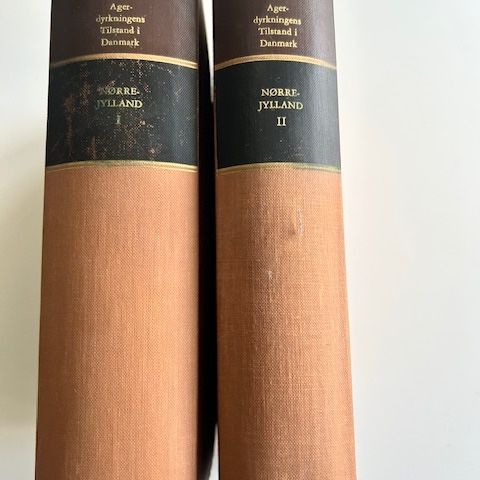 Ager-
dyrkningens
Tilstand i
Danmark
NØRRE-
JYLLAND
I
Ager-
dyrkningens
Tilstand i
Danmark
NØRRE-
JYLLAND
II